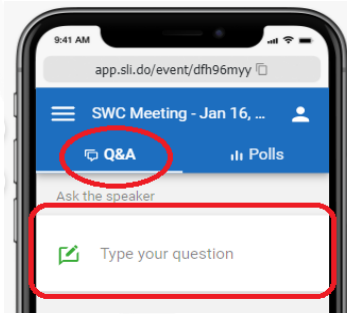 9:41 AM
app.sli.do/event/dfh96myy
SWC Meeting - Jan 16, ...
Q&A Polls
Ask the speaker
Type your question